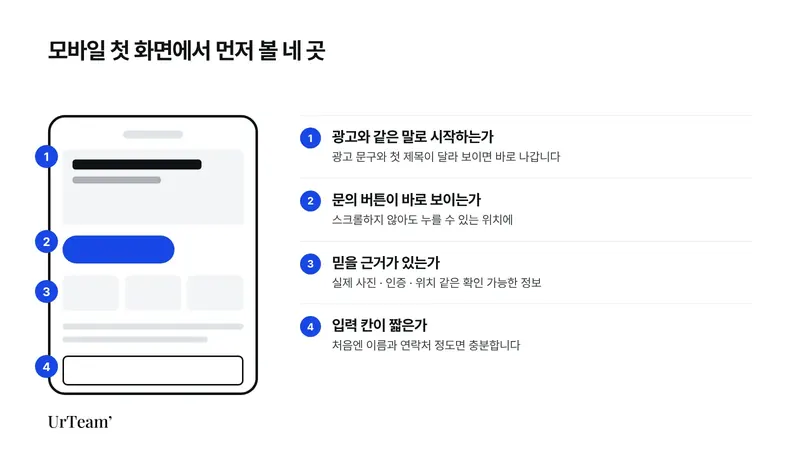 모바일 첫 화면에서 먼저 볼 네 곳
1
2
3
4
1
광고와 같은 말로 시작하는가
광고 문구와 첫 제목이 달라 보이면 바로 나갑니다
2
문의 버튼이 바로 보이는가
스크롤하지 않아도 누를 수 있는 위치에
3
믿을 근거가 있는가
실제 사진 · 인증 · 위치 같은 확인 가능한 정보
4
입력 칸이 짧은가
처음엔 이름과 연락처 정도면 충분합니다
UrTeam’